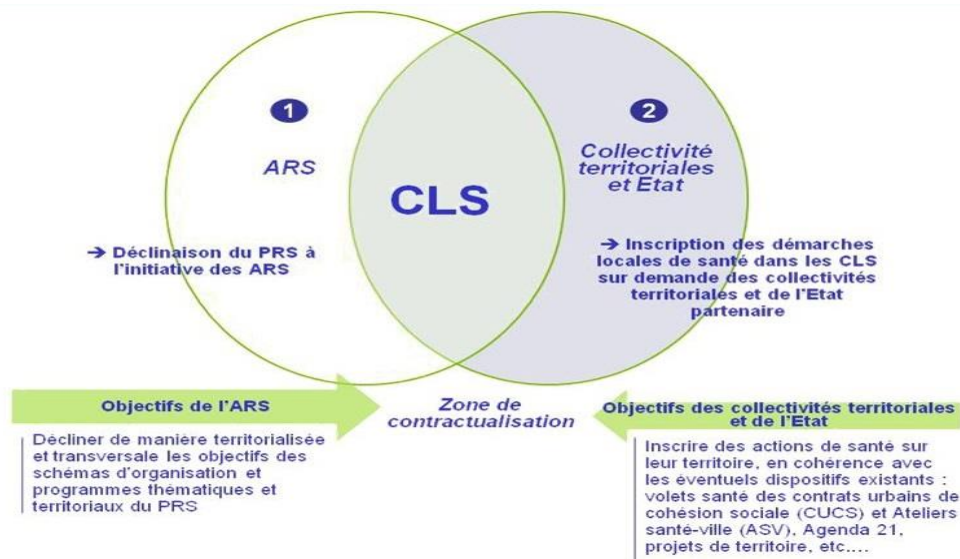 1
ARS
→ Déclinaison du PRS à
l'initiative des ARS
CLS
2
Collectivité
territoriales
et Etat
→ Inscription des démarches
locales de santé dans les CLS
sur demande des collectivités
territoriales et de l'Etat
partenaire
Objectifs de l'ARS
Décliner de manière territorialisée
et transversale les objectifs des
schémas d'organisation et
programmes thématiques et
territoriaux du PRS
Zone de
contractualisation
Objectifs des collectivités territoriales
et de l'Etat
Inscrire des actions de santé sur
leur territoire, en cohérence avec
les éventuels dispositifs existants :
volets santé des contrats urbains de
cohésion sociale (CUCS) et Ateliers
santé-ville (ASV), Agenda 21,
projets de territoire, etc....